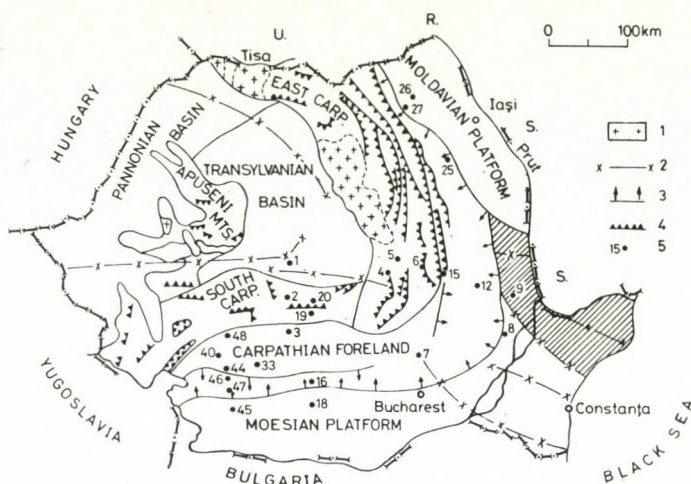 U.
R.
0 100km
Tisa
EAST CARP.
MOLDAVIAN PLATFORM
26
27
Iaşi
S.
Prut
HUNGARY
PANNONIAN BASIN
APUSENI MTS.
TRANSYLVANIAN
BASIN
25
1
2
3
4
15 5
1
5
4
6
15
12
9
S.
SOUTH CARP.
2
20
19
3
8
48
40
CARPATHIAN FORELAND
7
44
33
46
47
16
45
18
Bucharest
Constanţa
MOESIAN PLATFORM
YUGOSLAVIA
BULGARIA
BLACK SEA